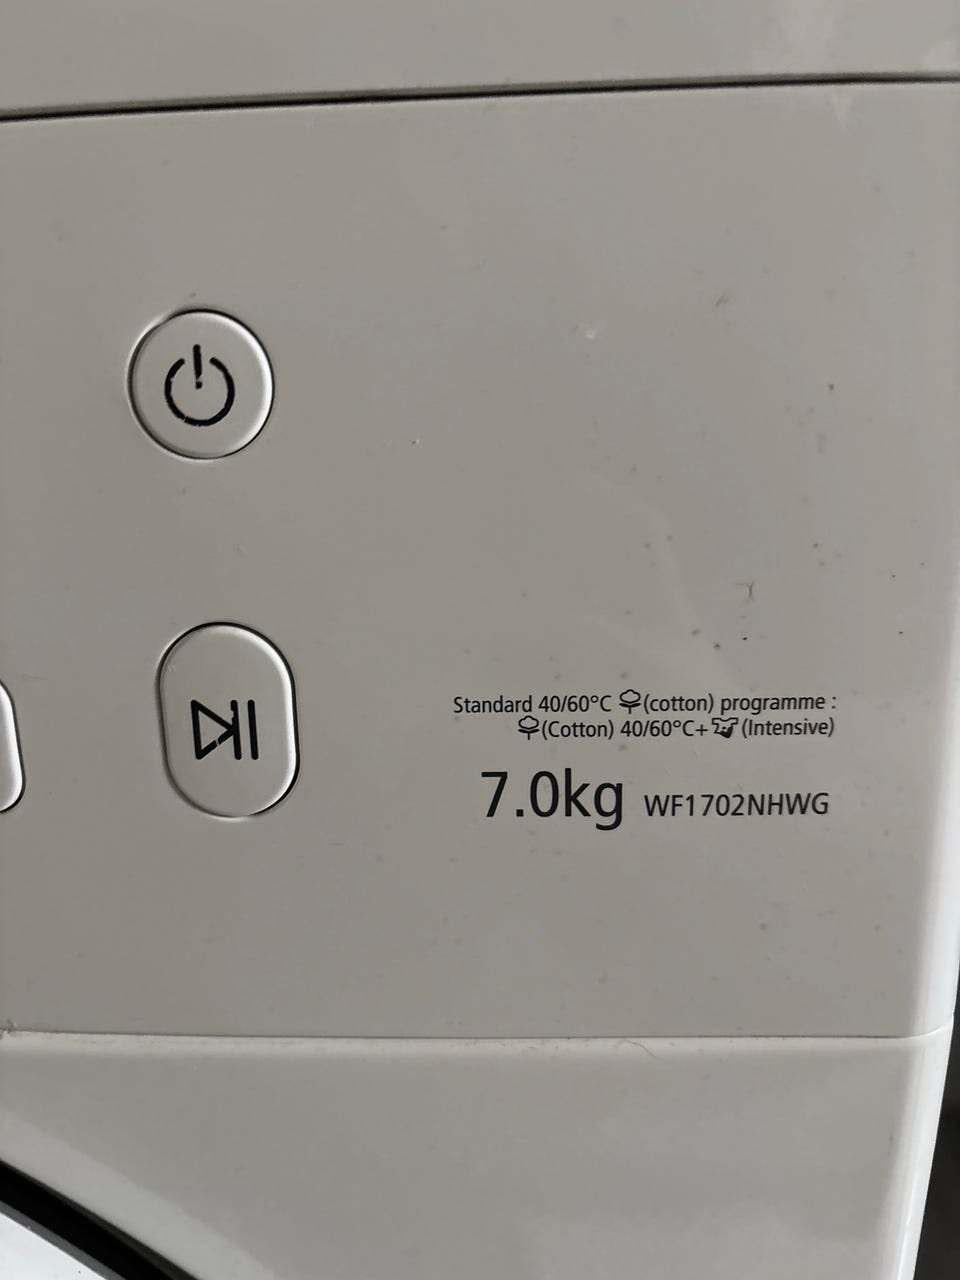 Standard 40/60°C (cotton) programme :
(Cotton) 40/60°C+ (Intensive)
7.0kg WF1702NHWG